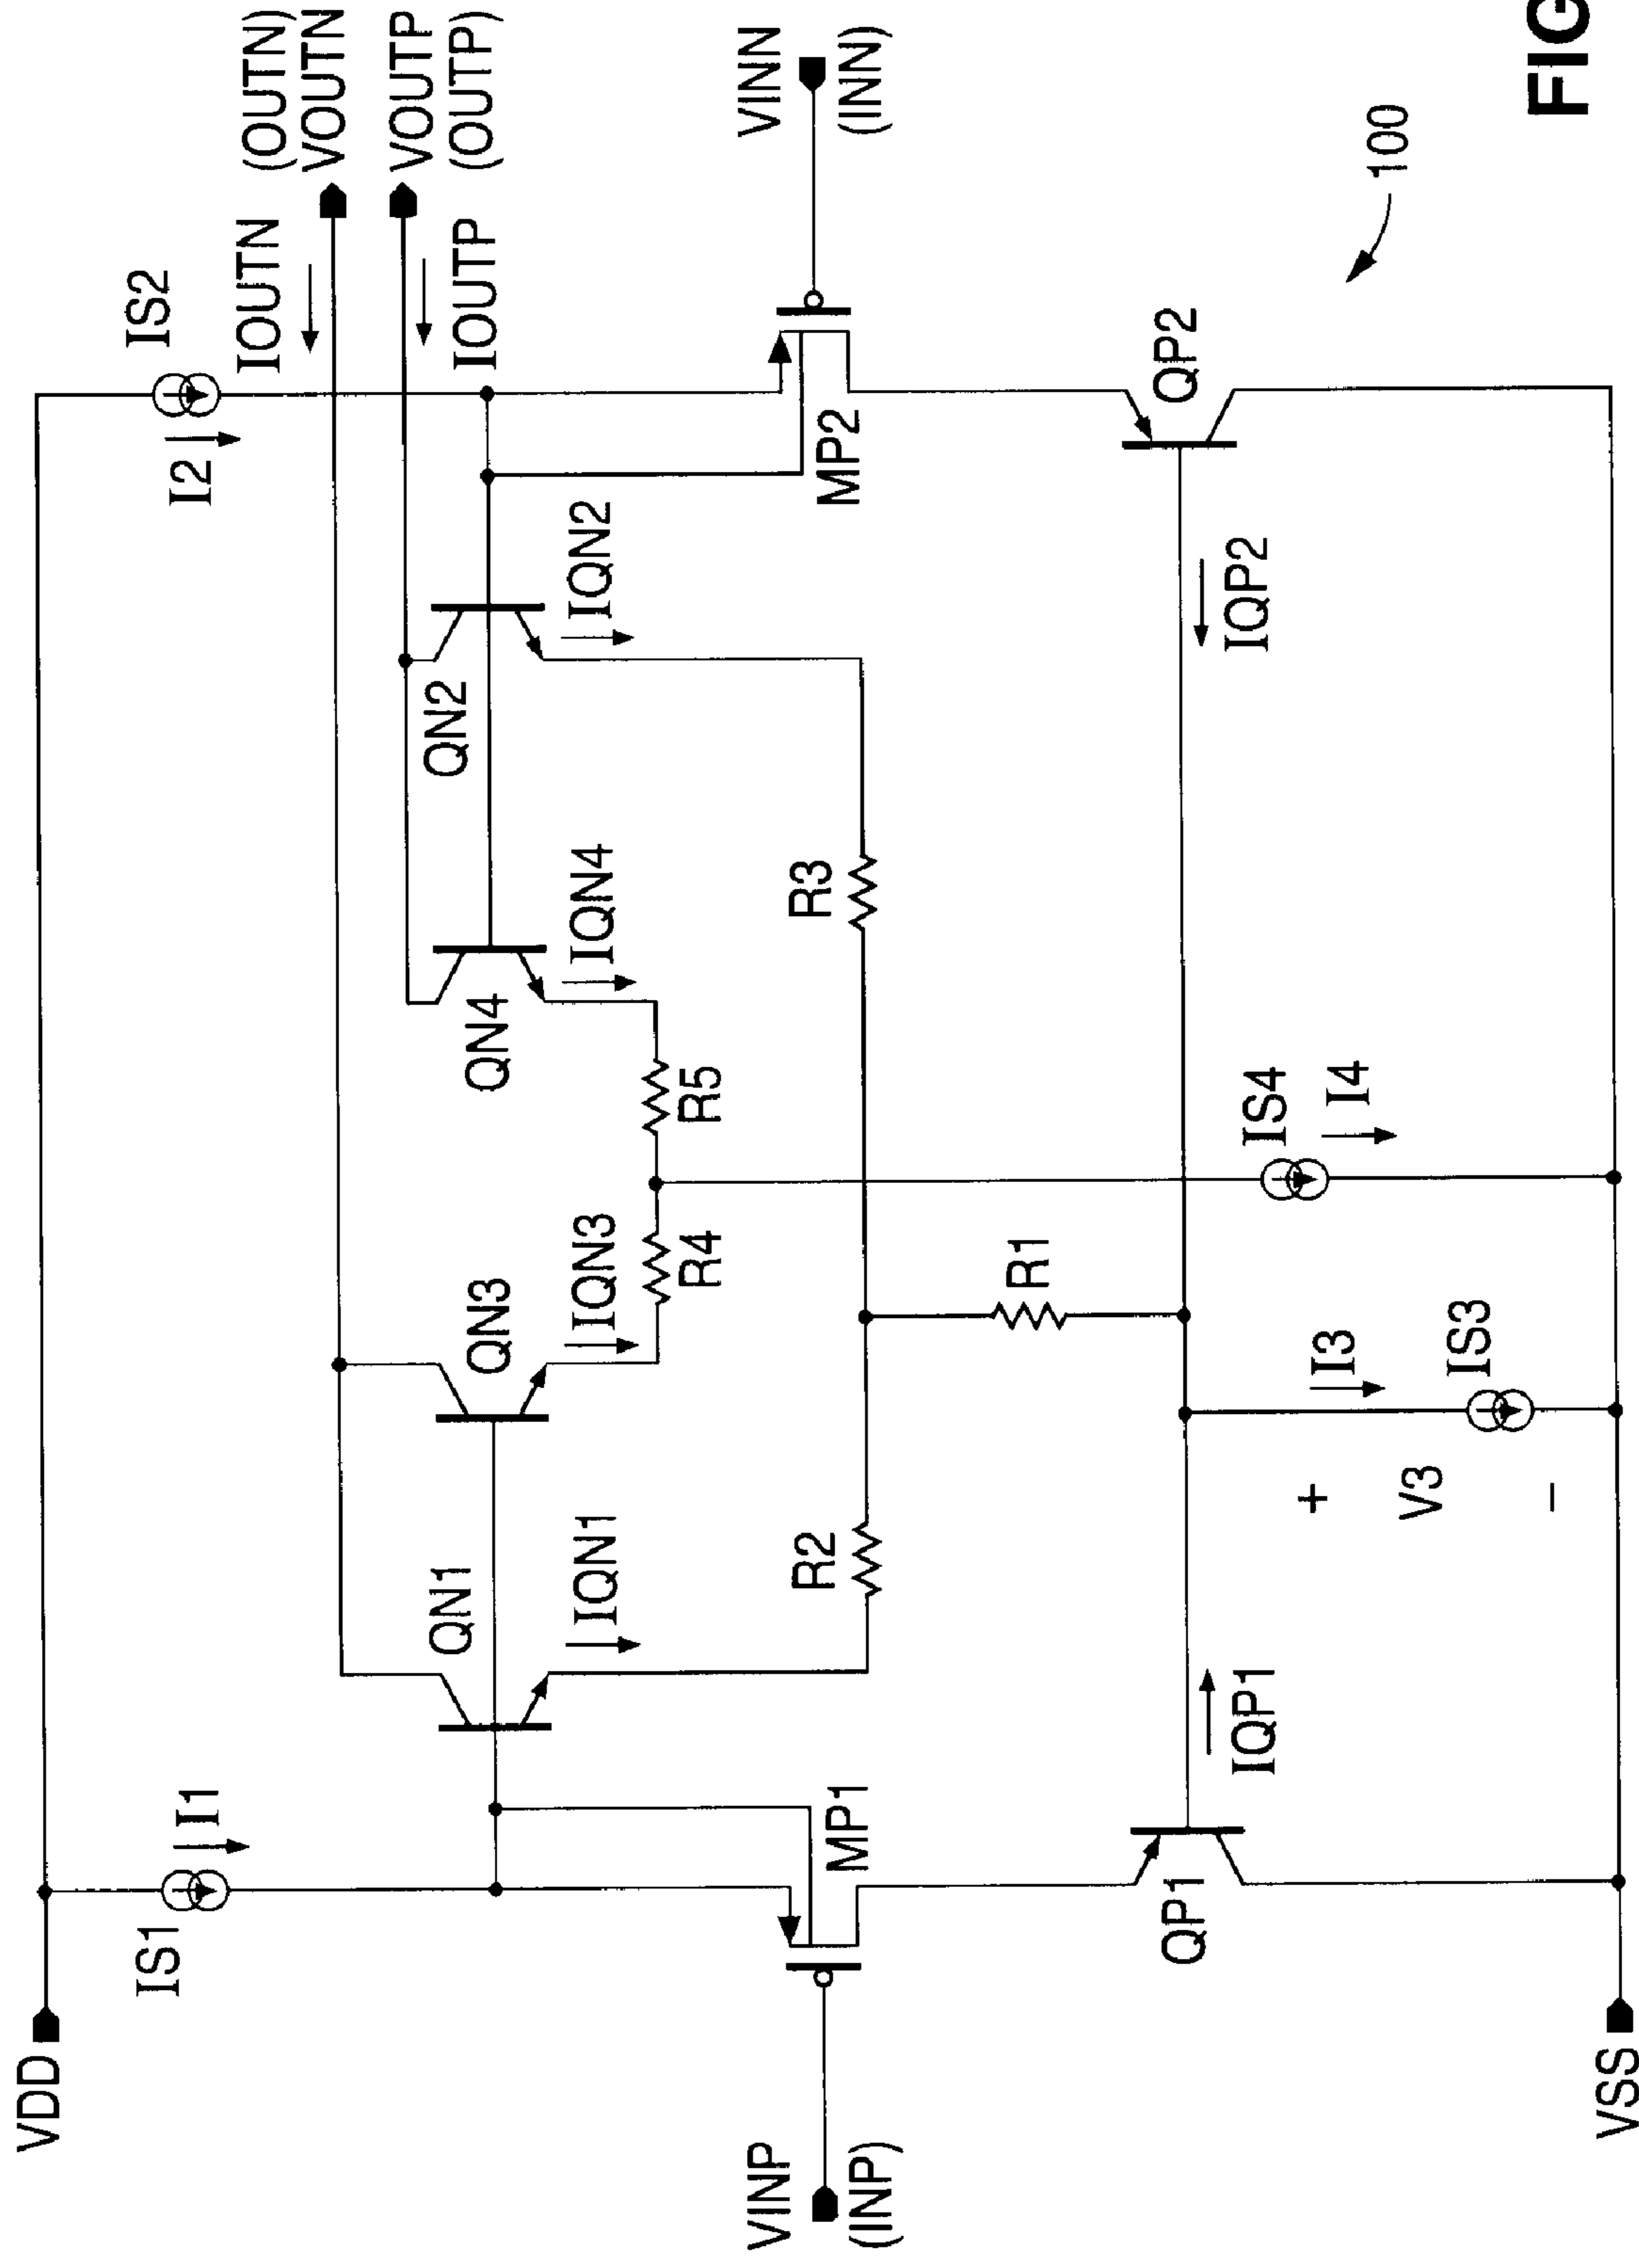 VDD
IS1
I1
I2
IS2
IOUTN
(OUTN)
VOUTN
VOUTP
(OUTP)
IOUTP
QN1
QN3
QN4
QN2
IQN1
IQN3
IQN4
IQN2
R4
R5
VINP
(INP)
MP1
R2
R3
MP2
VINN
(INN)
R1
QP1
IQP1
IQP2
QP2
+
V3
–
I3
IS3
IS4
I4
100
VSS
FIG